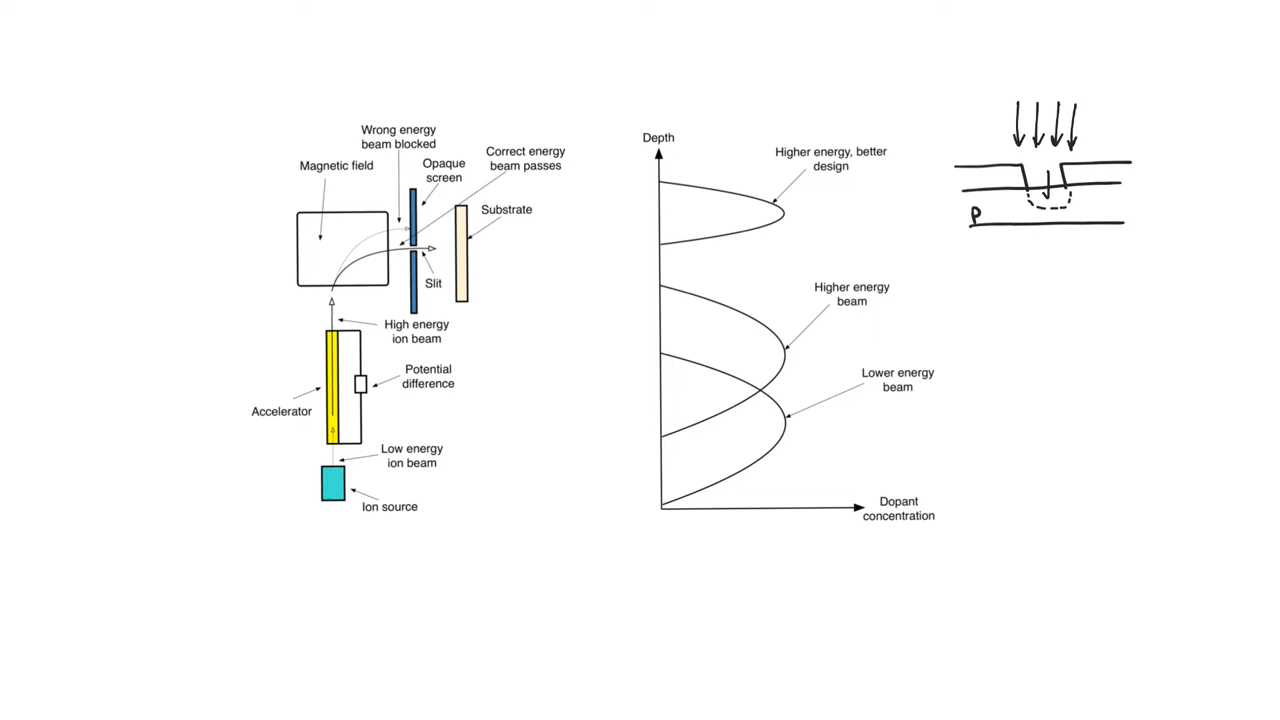 Wrong energy
beam blocked
Magnetic field
Opaque
screen
Correct energy
beam passes
Substrate
Slit
High energy
ion beam
Potential
difference
Accelerator
Low energy
ion beam
Ion source
Depth
Higher energy, better
design
Higher energy
beam
Lower energy
beam
Dopant
concentration
P